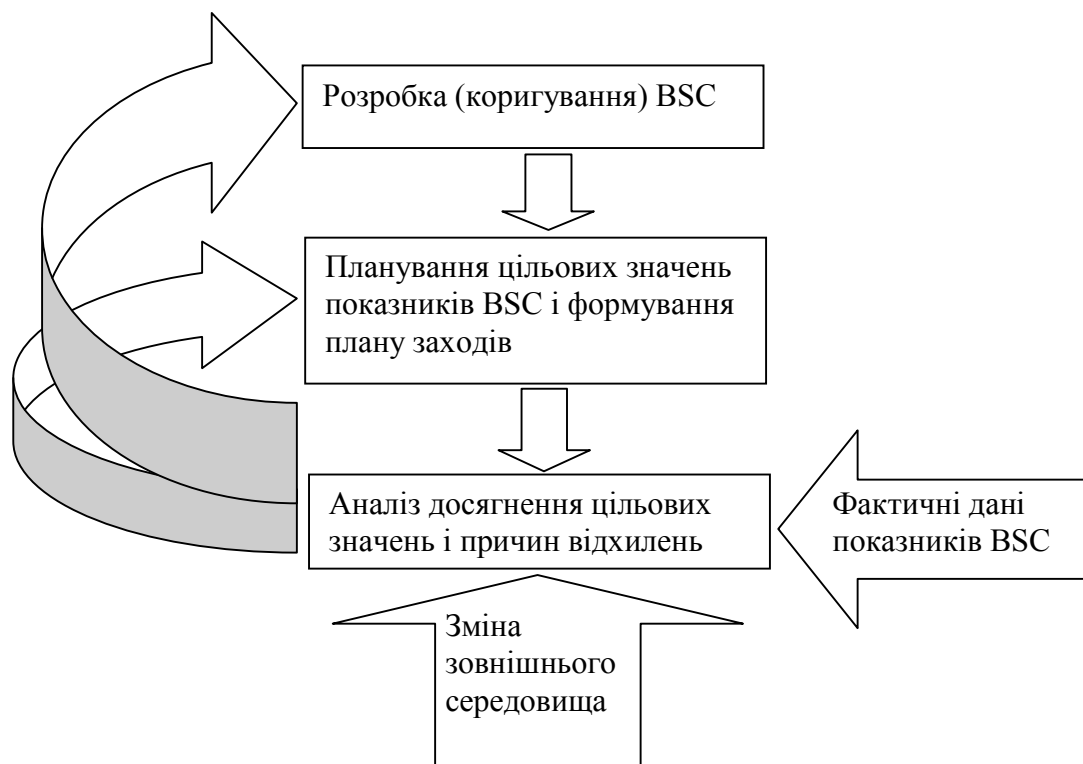 Розробка (коригування) BSC
Планування цільових значень
показників BSC і формування
плану заходів
Аналіз досягнення цільових
значень і причин відхилень
Фактичні дані
показників BSC
Зміна
зовнішнього
середовища